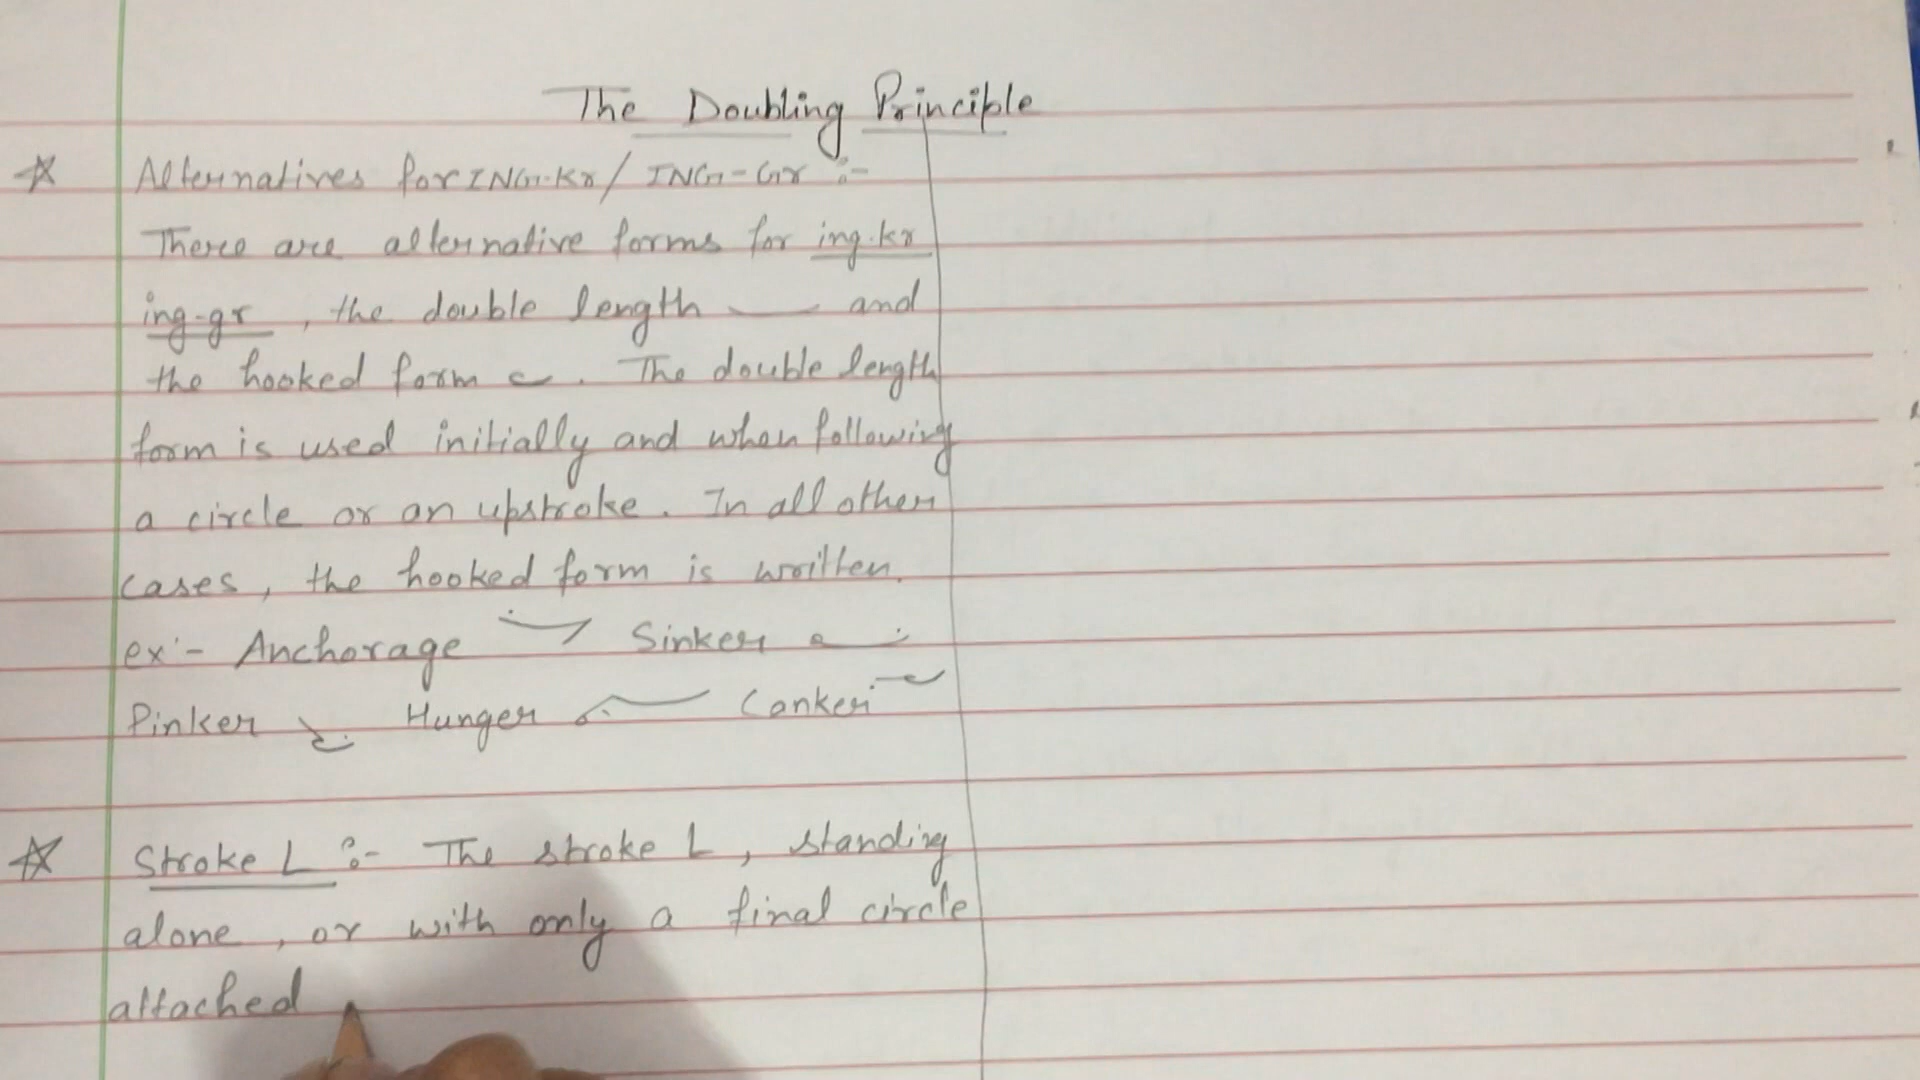 The Doubling Principle
Alternatives for ING-Kr / ING-Gr :-
There are alternative forms for ing-kr
ing-gr, the double length and
the hooked form . The double length
form is used initially and when following
a circle or an upstroke. In all other
cases, the hooked form is written.
ex:- Anchorage Sinker
Pinker Hunger Canker
Stroke L :- The stroke L, standing
alone, or with only a final circle
attached